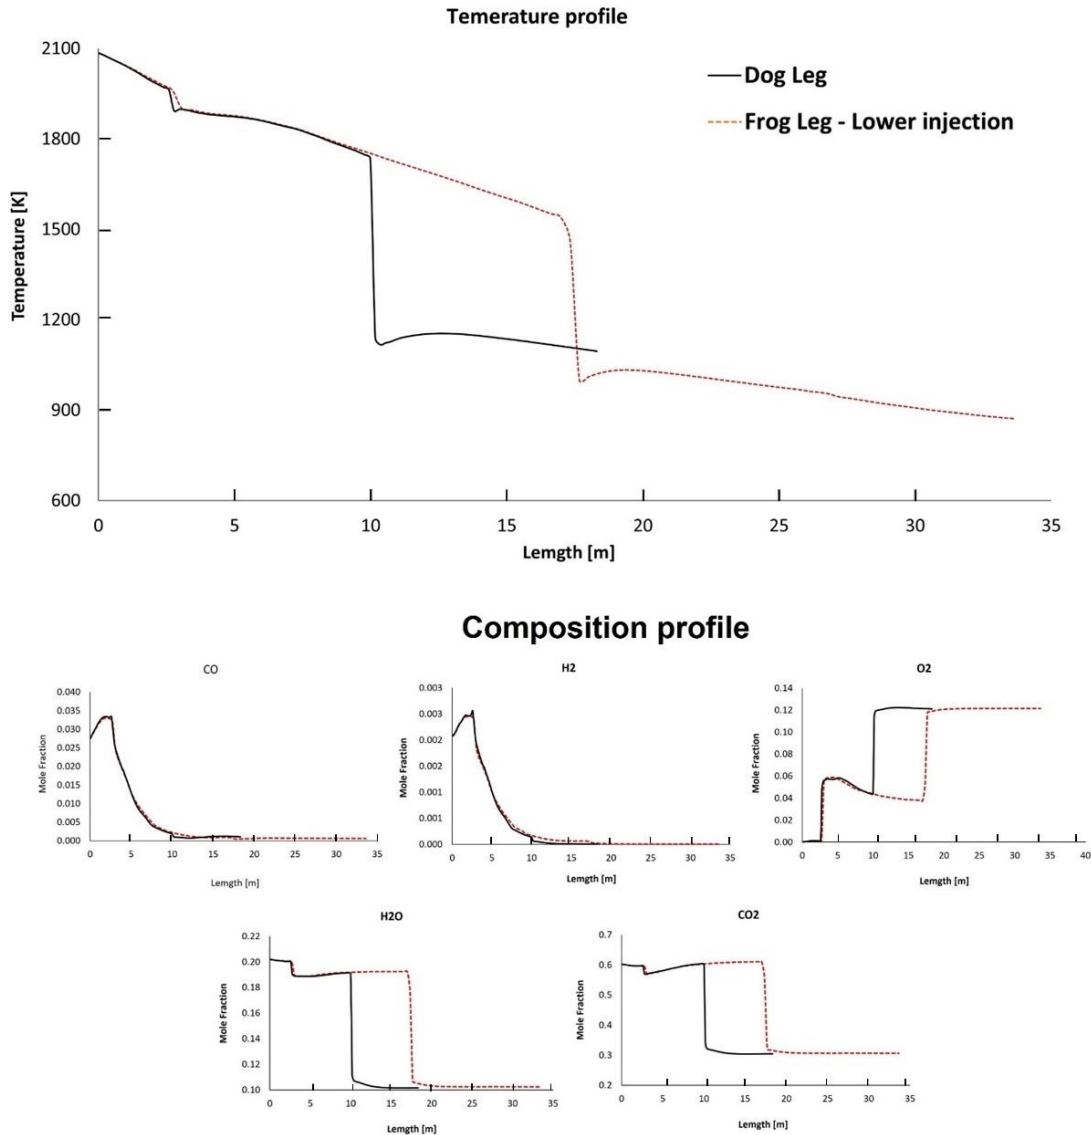 Temerature profile
2100
1800
1500
1200
900
600
Temperature [K]
Dog Leg
Frog Leg - Lower injection
0 5 10 15 20 25 30 35
Lemgth [m]
Composition profile
CO
0.040
0.035
0.030
0.025
0.020
0.015
0.010
0.005
0.000
Mole Fraction
0 5 10 15 20 25 30 35
Lemgth [m]
H2
0.003
0.003
0.002
0.002
0.001
0.001
0.000
Mole Fraction
0 5 10 15 20 25 30 35
Lemgth [m]
O2
0.14
0.12
0.10
0.08
0.06
0.04
0.02
0.00
Mole Fraction
0 5 10 15 20 25 30 35 40
Lemgth [m]
H2O
0.22
0.20
0.18
0.16
0.14
0.12
0.10
Mole Fraction
0 5 10 15 20 25 30 35
Lemgth [m]
CO2
0.7
0.6
0.5
0.4
0.3
0.2
Mole Fraction
0 5 10 15 20 25 30 35
Lemgth [m]